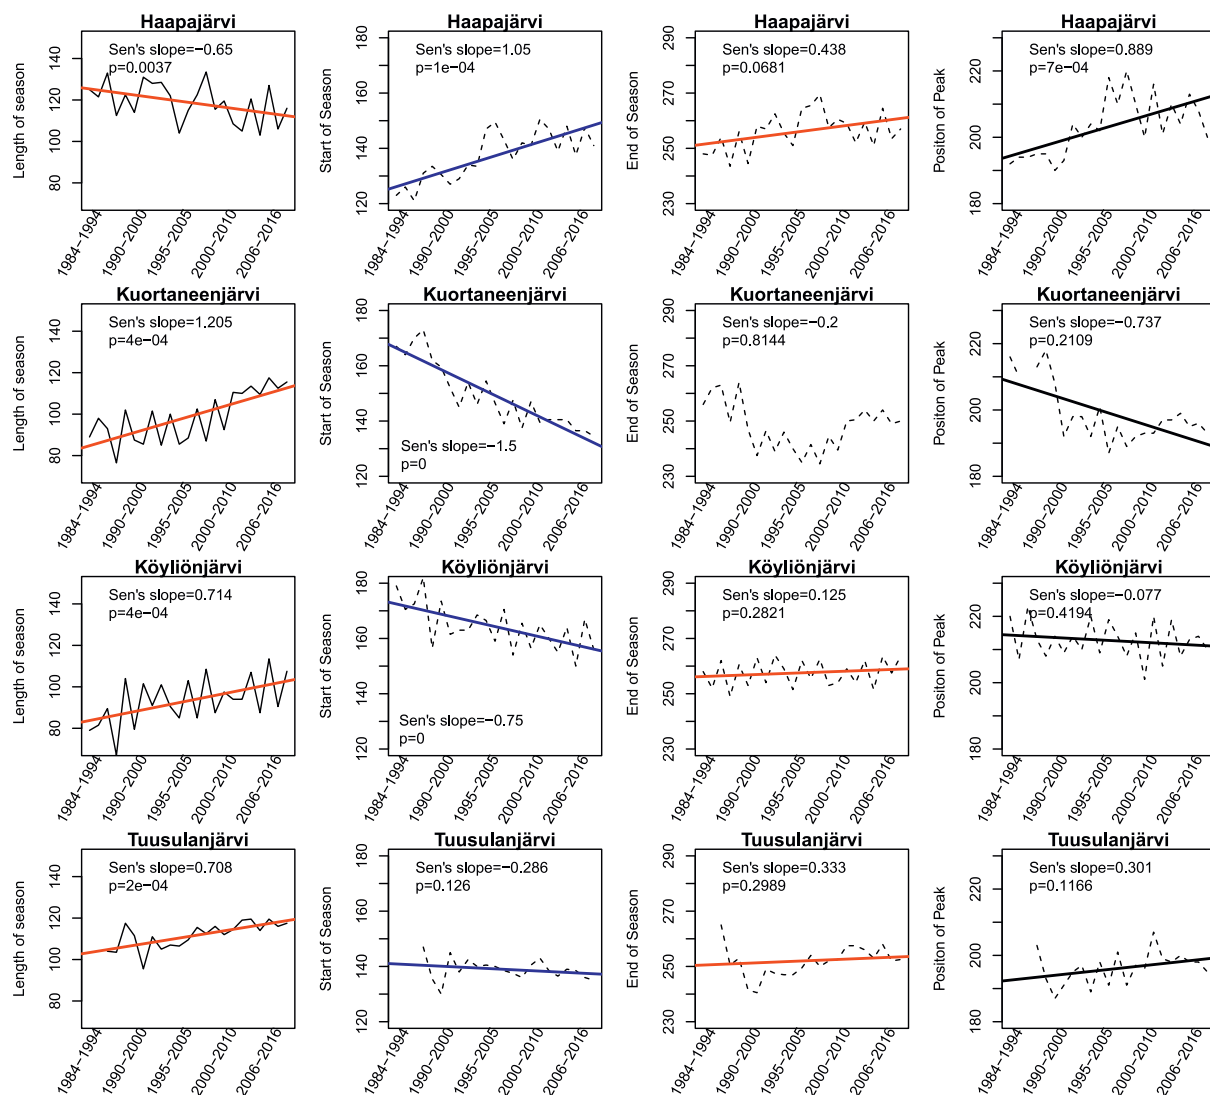 Haapajärvi
Sen's slope=−0.65
p=0.0037
Length of season
80 100 120 140
1984−1994 1990−2000 1995−2005 2000−2010 2006−2016
Haapajärvi
Sen's slope=1.05
p=1e−04
Start of Season
120 140 160 180
1984−1994 1990−2000 1995−2005 2000−2010 2006−2016
Haapajärvi
Sen's slope=0.438
p=0.0681
End of Season
230 250 270 290
1984−1994 1990−2000 1995−2005 2000−2010 2006−2016
Haapajärvi
Sen's slope=0.889
p=7e−04
Positon of Peak
180 200 220
1984−1994 1990−2000 1995−2005 2000−2010 2006−2016
Kuortaneenjärvi
Sen's slope=1.205
p=4e−04
Length of season
80 100 120 140
1984−1994 1990−2000 1995−2005 2000−2010 2006−2016
Kuortaneenjärvi
Sen's slope=−1.5
p=0
Start of Season
120 140 160 180
1984−1994 1990−2000 1995−2005 2000−2010 2006−2016
Kuortaneenjärvi
Sen's slope=−0.2
p=0.8144
End of Season
230 250 270 290
1984−1994 1990−2000 1995−2005 2000−2010 2006−2016
Kuortaneenjärvi
Sen's slope=−0.737
p=0.2109
Positon of Peak
180 200 220
1984−1994 1990−2000 1995−2005 2000−2010 2006−2016
Köyliönjärvi
Sen's slope=0.714
p=4e−04
Length of season
80 100 120 140
1984−1994 1990−2000 1995−2005 2000−2010 2006−2016
Köyliönjärvi
Sen's slope=−0.75
p=0
Start of Season
120 140 160 180
1984−1994 1990−2000 1995−2005 2000−2010 2006−2016
Köyliönjärvi
Sen's slope=0.125
p=0.2821
End of Season
230 250 270 290
1984−1994 1990−2000 1995−2005 2000−2010 2006−2016
Köyliönjärvi
Sen's slope=−0.077
p=0.4194
Positon of Peak
180 200 220
1984−1994 1990−2000 1995−2005 2000−2010 2006−2016
Tuusulanjärvi
Sen's slope=0.708
p=2e−04
Length of season
80 100 120 140
1984−1994 1990−2000 1995−2005 2000−2010 2006−2016
Tuusulanjärvi
Sen's slope=−0.286
p=0.126
Start of Season
120 140 160 180
1984−1994 1990−2000 1995−2005 2000−2010 2006−2016
Tuusulanjärvi
Sen's slope=0.333
p=0.2989
End of Season
230 250 270 290
1984−1994 1990−2000 1995−2005 2000−2010 2006−2016
Tuusulanjärvi
Sen's slope=0.301
p=0.1166
Positon of Peak
180 200 220
1984−1994 1990−2000 1995−2005 2000−2010 2006−2016